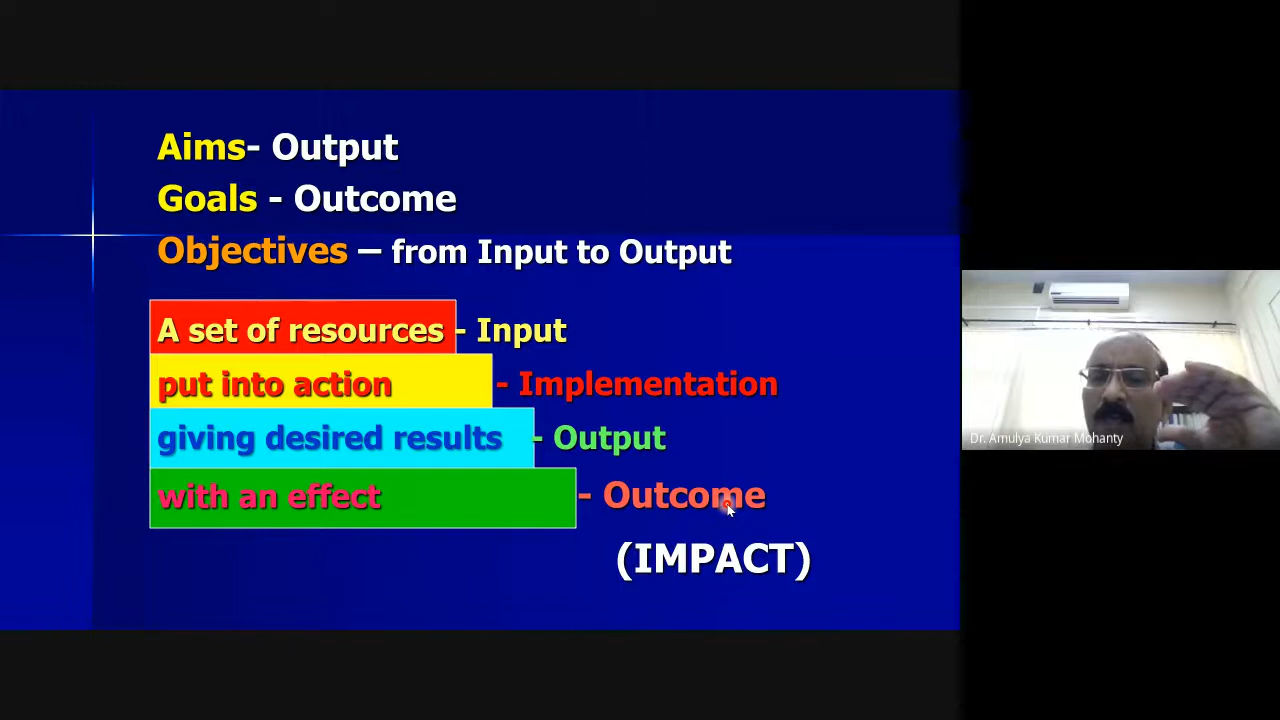 Aims- Output
Goals - Outcome
Objectives – from Input to Output
A set of resources - Input
put into action - Implementation
giving desired results - Output
with an effect - Outcome
(IMPACT)
Dr. Amulya Kumar Mohanty